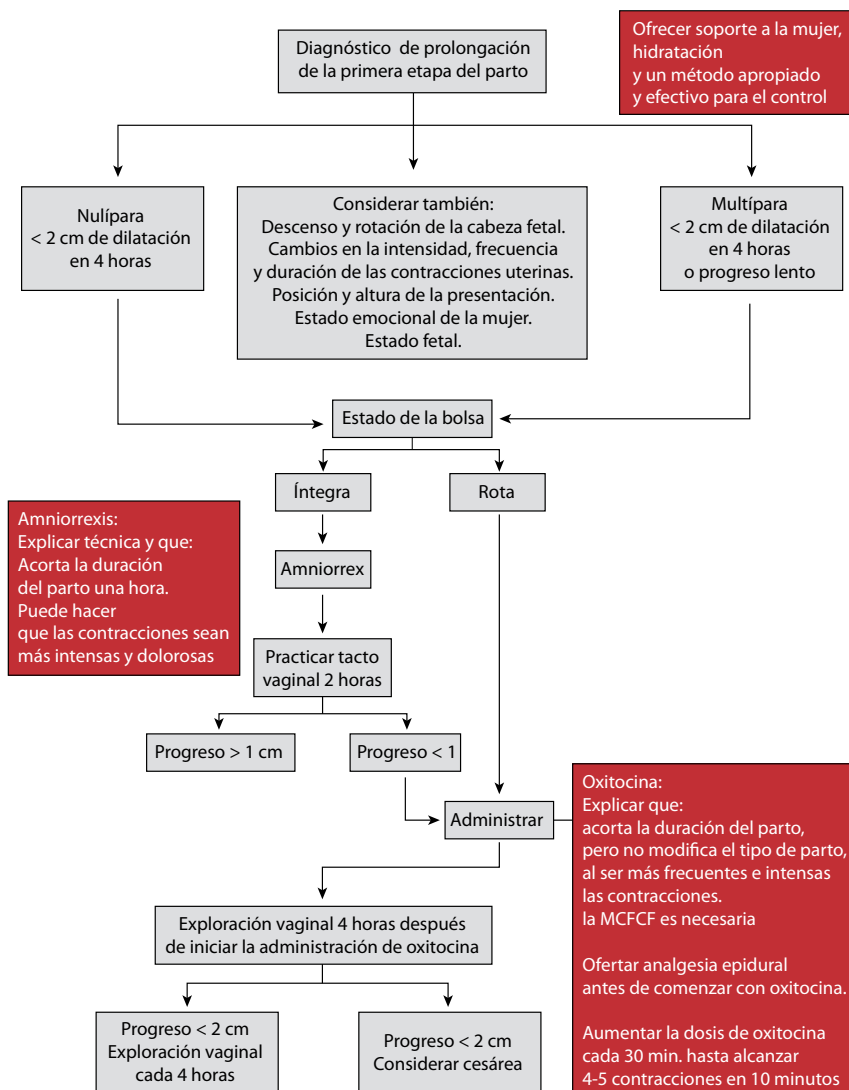 Diagnóstico de prolongación
de la primera etapa del parto
Ofrecer soporte a la mujer,
hidratación
y un método apropiado
y efectivo para el control
Nulípara
< 2 cm de dilatación
en 4 horas
Considerar también:
Descenso y rotación de la cabeza fetal.
Cambios en la intensidad, frecuencia
y duración de las contracciones uterinas.
Posición y altura de la presentación.
Estado emocional de la mujer.
Estado fetal.
Multípara
< 2 cm de dilatación
en 4 horas
o progreso lento
Estado de la bolsa
Íntegra
Rota
Amniorrexis:
Explicar técnica y que:
Acorta la duración
del parto una hora.
Puede hacer
que las contracciones sean
más intensas y dolorosas
Amniorrex
Practicar tacto
vaginal 2 horas
Progreso > 1 cm
Progreso < 1
Administrar
Oxitocina:
Explicar que:
acorta la duración del parto,
pero no modifica el tipo de parto,
al ser más frecuentes e intensas
las contracciones.
la MCFCF es necesaria
Ofertar analgesia epidural
antes de comenzar con oxitocina.
Aumentar la dosis de oxitocina
cada 30 min. hasta alcanzar
4-5 contracciones en 10 minutos
Exploración vaginal 4 horas después
de iniciar la administración de oxitocina
Progreso < 2 cm
Exploración vaginal
cada 4 horas
Progreso < 2 cm
Considerar cesárea